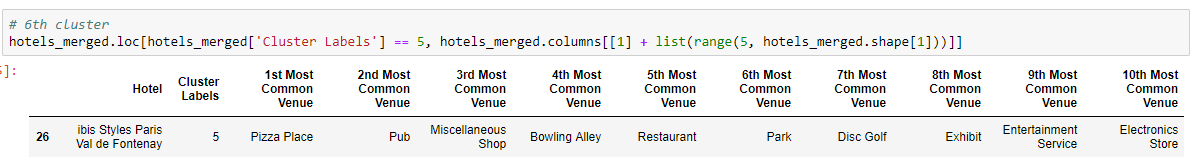 # 6th cluster
hotels_merged.loc[hotels_merged['Cluster Labels'] == 5, hotels_merged.columns[[1] + list(range(5, hotels_merged.shape[1]))]]
]:
Hotel Cluster Labels 1st Most Common Venue 2nd Most Common Venue 3rd Most Common Venue 4th Most Common Venue 5th Most Common Venue 6th Most Common Venue 7th Most Common Venue 8th Most Common Venue 9th Most Common Venue 10th Most Common Venue
26 ibis Styles Paris Val de Fontenay 5 Pizza Place Pub Miscellaneous Shop Bowling Alley Restaurant Park Disc Golf Exhibit Entertainment Service Electronics Store